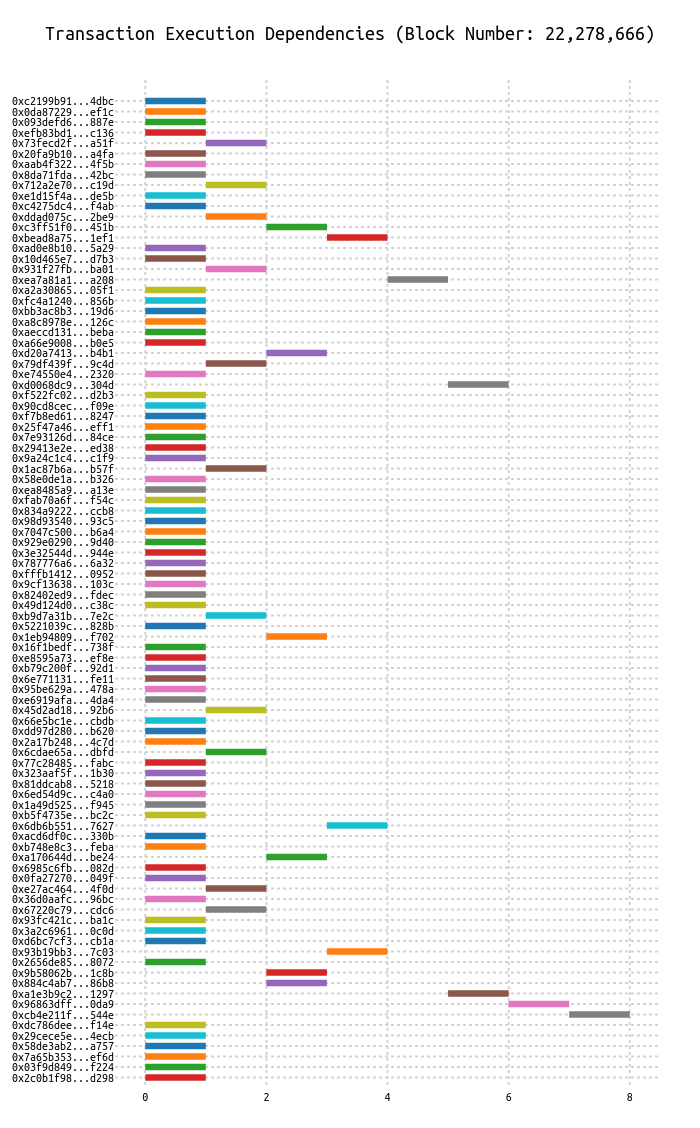 Transaction Execution Dependencies (Block Number: 22,278,666)
0xc2199b91...4dbc
0x0da87229...ef1c
0x093defd6...887e
0xefb83bd1...c136
0x73fecd2f...a51f
0x20fa9b10...a4fa
0xaab4f322...4f5b
0x8da71fda...42bc
0x712a2e70...c19d
0xe1d15f4a...de5b
0xc4275dc4...f4ab
0xddad075c...2be9
0xc3ff51f0...451b
0xbead8a75...1ef1
0xad0e8b10...5a29
0x10d465e7...d7b3
0x931f27fb...ba01
0xea7a81a1...a208
0xa2a30865...05f1
0xfc4a1240...856b
0xbb3ac8b3...19d6
0xa8c8978e...126c
0xaeccd131...beba
0xa66e9008...b0e5
0xd20a7413...b4b1
0x79df439f...9c4d
0xe74550e4...2320
0xd0068dc9...304d
0xf522fc02...d2b3
0x90cd8cec...f09e
0xf7b8ed61...8247
0x25f47a46...eff1
0x7e93126d...84ce
0x29413e2e...ed38
0x9a24c1c4...c1f9
0x1ac87b6a...b57f
0x58e0de1a...b326
0xea8485a9...a13e
0xfab70a6f...f54c
0x834a9222...ccb8
0x98d93540...93c5
0x7047c500...b6a4
0x929e0290...9d40
0x3e32544d...944e
0x787776a6...6a32
0xfffb1412...0952
0x9cf13638...103c
0x82402ed9...fdec
0x49d124d0...c38c
0xb9d7a31b...7e2c
0x5221039c...828b
0x1eb94809...f702
0x16f1bedf...738f
0xe8595a73...ef8e
0xb79c200f...92d1
0x6e771131...fe11
0x95be629a...478a
0xe6919afa...4da4
0x45d2ad18...92b6
0x66e5bc1e...cbdb
0xdd97d280...b620
0x2a17b248...4c7d
0x6cdae65a...dbfd
0x77c28485...fabc
0x323aaf5f...1b30
0x81ddcab8...5218
0x6ed54d9c...c4a0
0x1a49d525...f945
0xb5f4735e...bc2c
0x6db6b551...7627
0xacd6df0c...330b
0xb748e8c3...feba
0xa170644d...be24
0x6985c6fb...082d
0x0fa27270...049f
0xe27ac464...4f0d
0x36d0aafc...96bc
0x67220c79...cdc6
0x93fc421c...ba1c
0x3a2c6961...0c0d
0xd6bc7cf3...cb1a
0x93b19bb3...7c03
0x2656de85...8072
0x9b58062b...1c8b
0x884c4ab7...86b8
0xa1e3b9c2...1297
0x96863dff...0da9
0xcb4e211f...544e
0xdc786dee...f14e
0x29cece5e...4ecb
0x58de3ab2...a757
0x7a65b353...ef6d
0x03f9d849...f224
0x2c0b1f98...d298
0 2 4 6 8